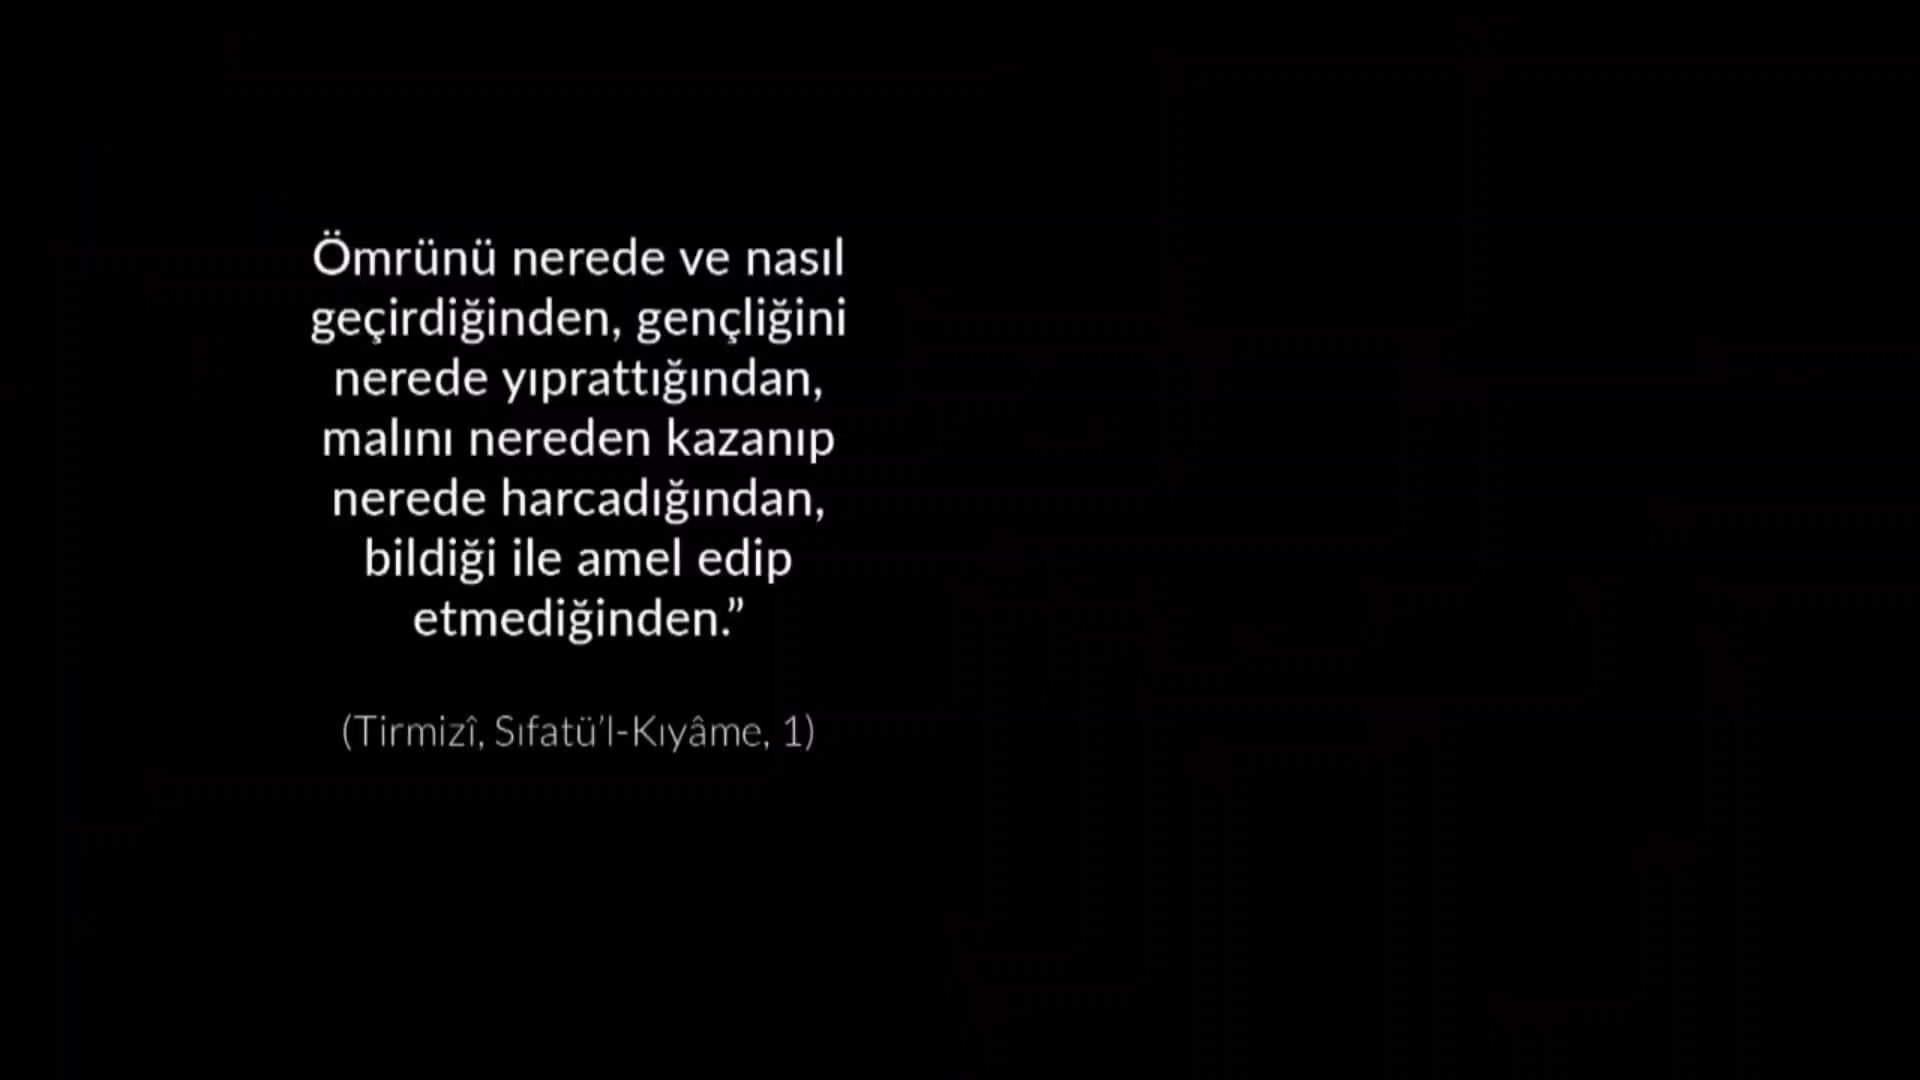 Ömrünü nerede ve nasıl
geçirdiğinden, gençliğini
nerede yıprattığından,
malını nereden kazanıp
nerede harcadığından,
bildiği ile amel edip
etmediğinden.”
(Tirmizî, Sıfatü’l-Kıyâme, 1)